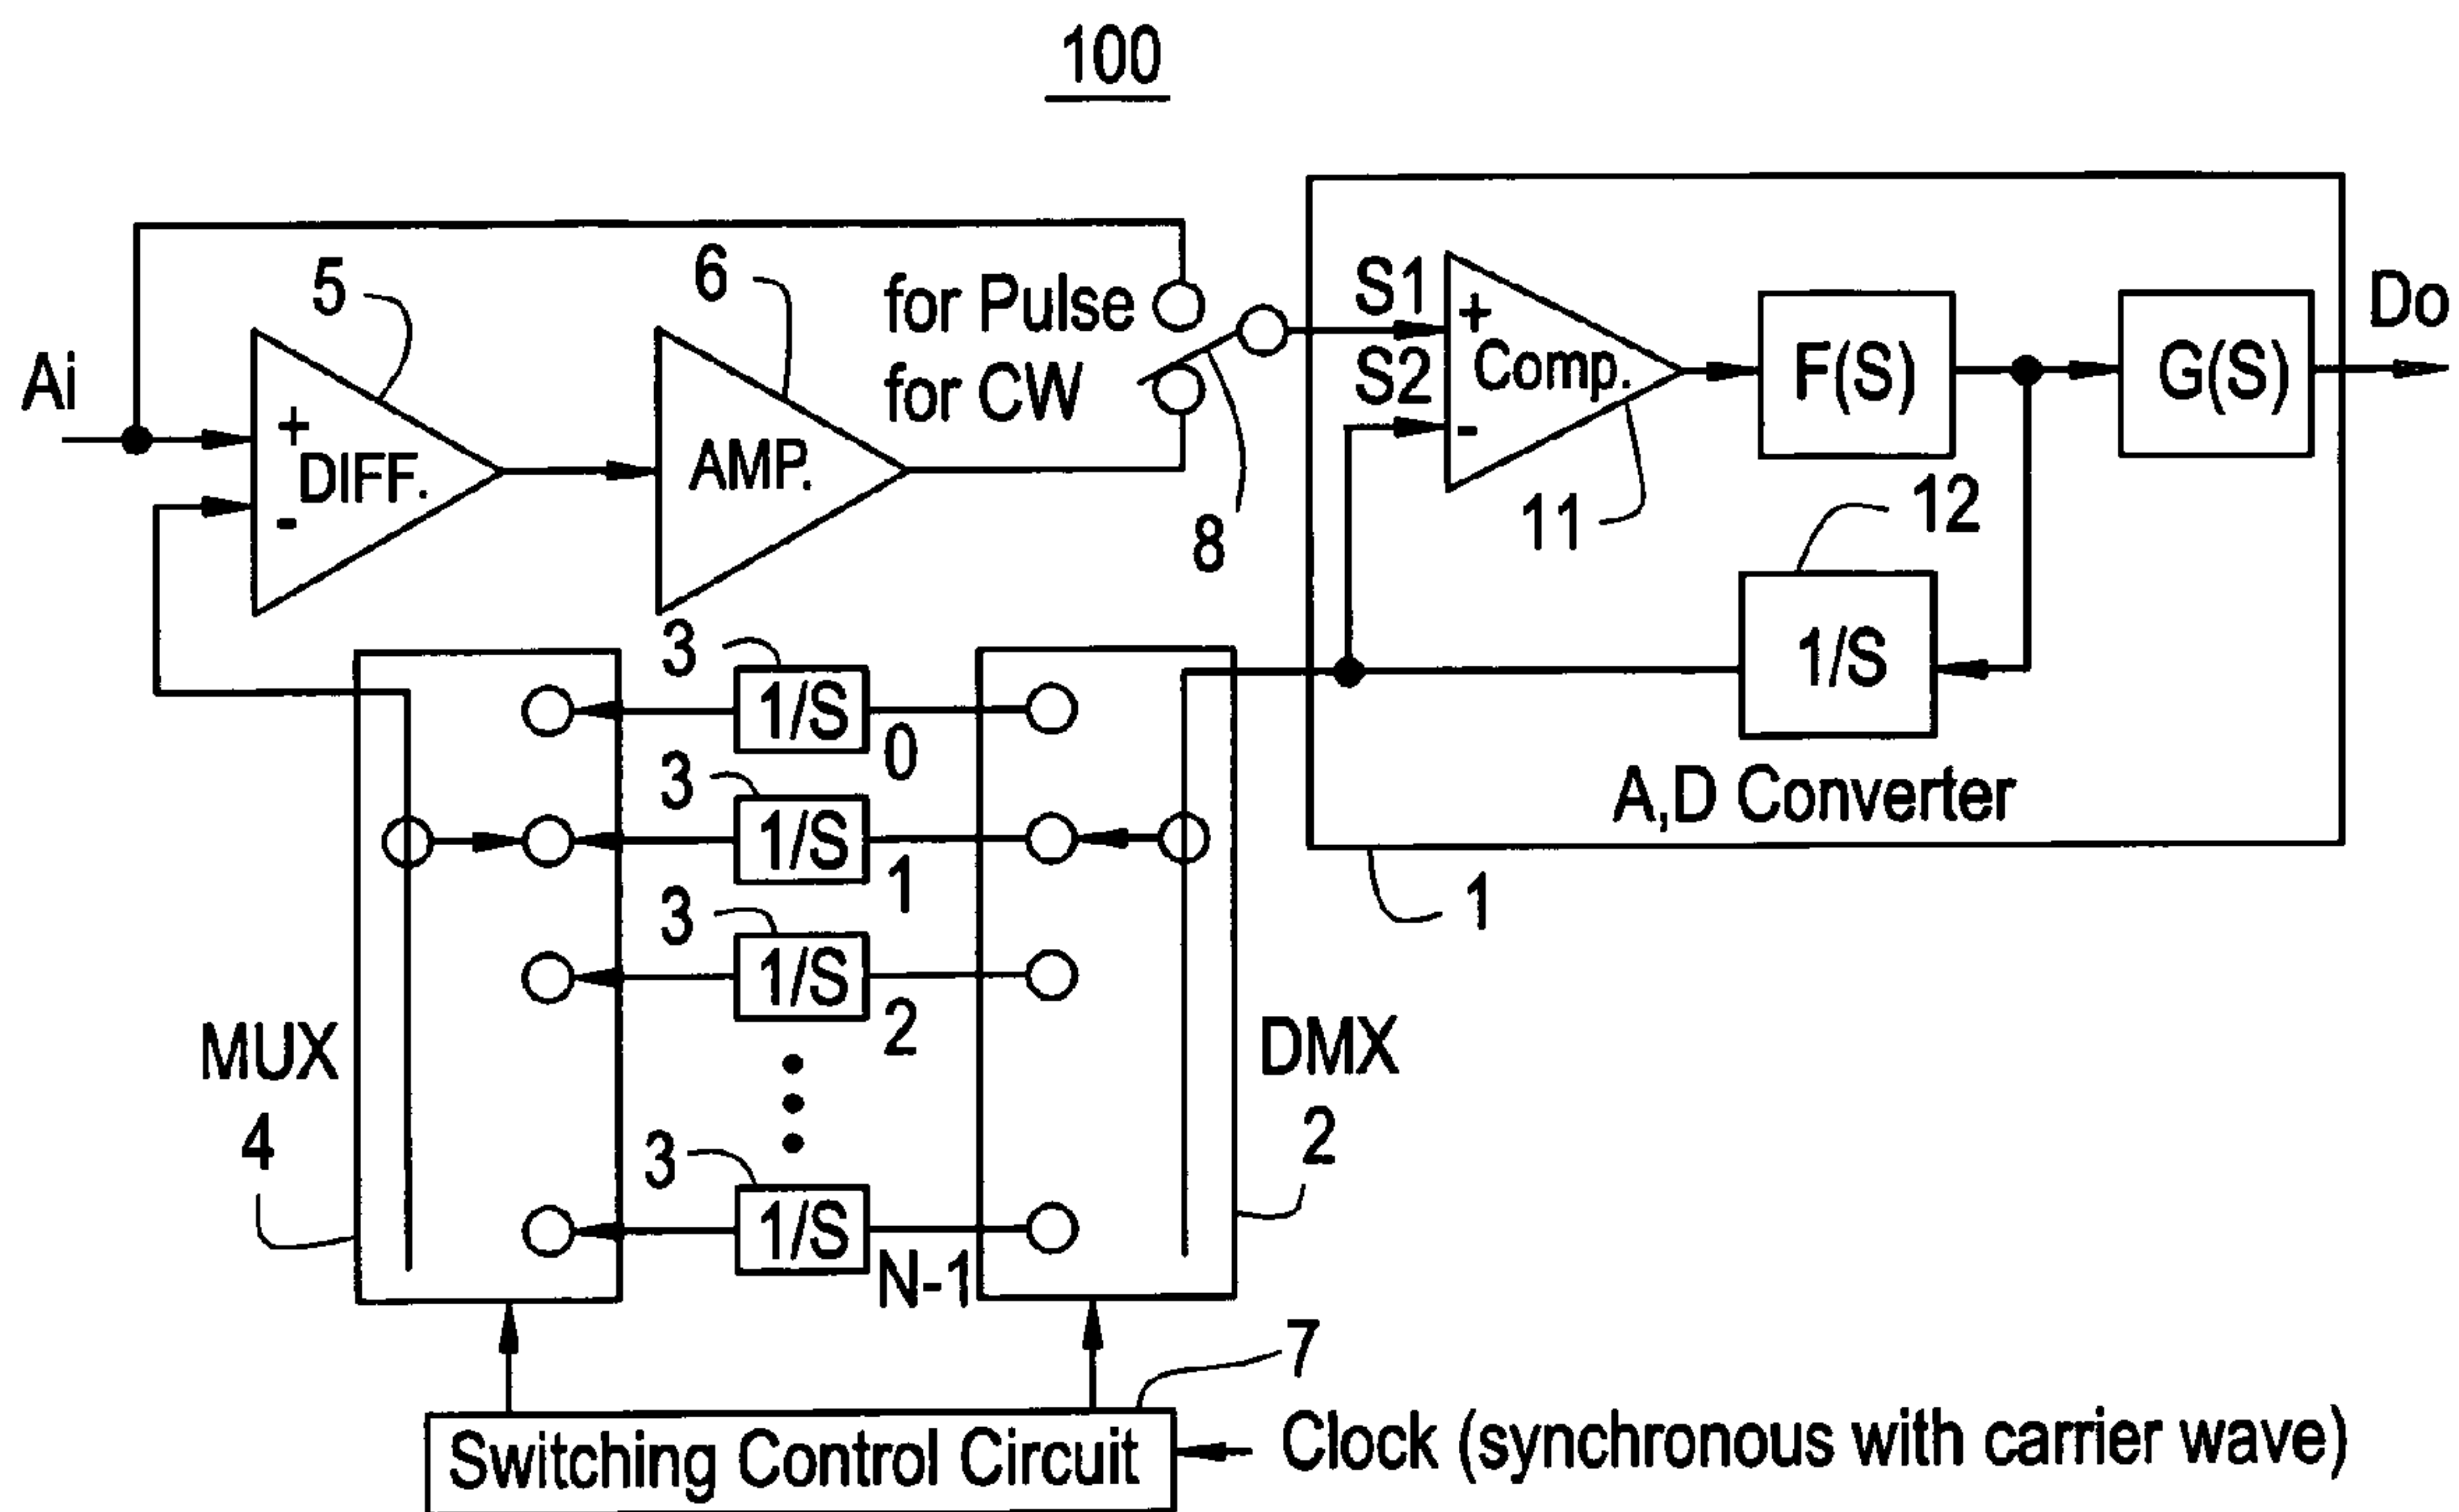 100
5
6
for Pulse
for CW
8
Ai
+
DIFF.
-
AMP.
S1
S2
+
Comp.
-
11
F(S)
G(S)
Do
12
1/S
A,D Converter
1
3
1/S
0
3
1/S
1
3
1/S
2
3
1/S
N-1
MUX
4
DMX
2
7
Switching Control Circuit
Clock (synchronous with carrier wave)